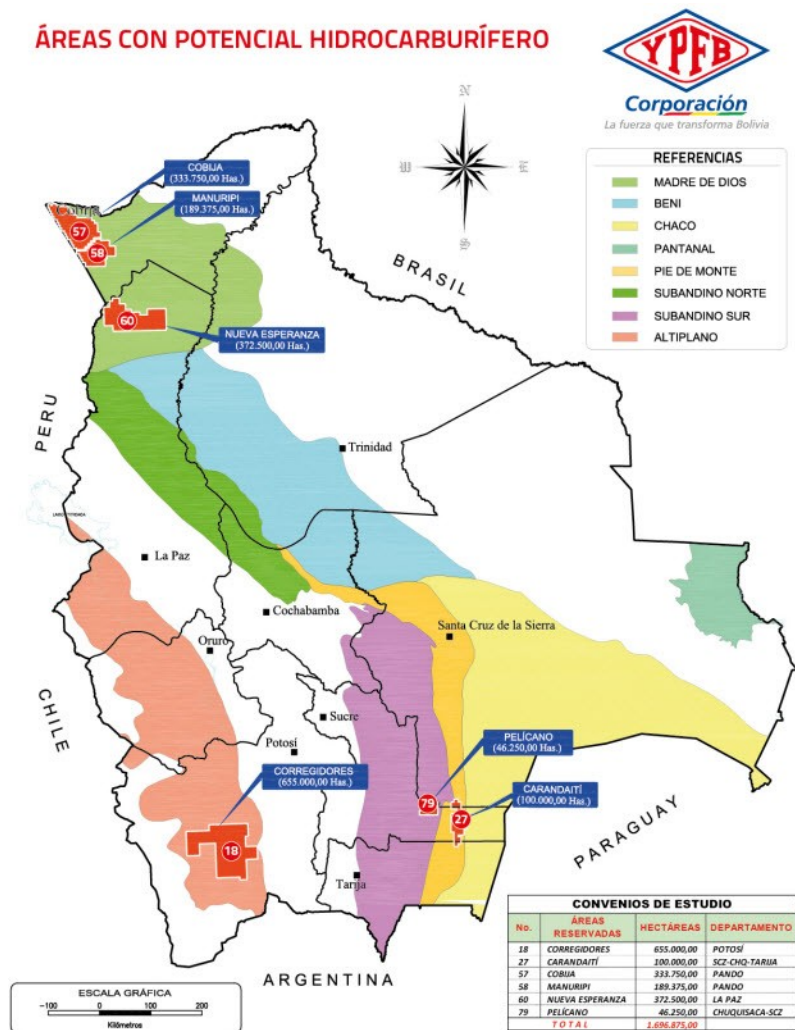 ÁREAS CON POTENCIAL HIDROCARBURÍFERO
YPFB
Corporación
La fuerza que transforma Bolivia
N
E
S
W
REFERENCIAS
MADRE DE DIOS
BENI
CHACO
PANTANAL
PIE DE MONTE
SUBANDINO NORTE
SUBANDINO SUR
ALTIPLANO
COBIJA
(333.750,00 Has.)
MANURIPI
(189.375,00 Has.)
Cobija
57
58
60
NUEVA ESPERANZA
(372.500,00 Has.)
BRASIL
PERU
Trinidad
La Paz
Cochabamba
Santa Cruz de la Sierra
Oruro
CHILE
Sucre
Potosí
PELÍCANO
(46.250,00 Has.)
CORREGIDORES
(655.000,00 Has.)
CARANDAITÍ
(100.000,00 Has.)
79
27
18
PARAGUAY
Tarija
ARGENTINA
CONVENIOS DE ESTUDIO
No. ÁREAS RESERVADAS HECTÁREAS DEPARTAMENTO
18 CORREGIDORES 655.000,00 POTOSÍ
27 CARANDAITÍ 100.000,00 SCZ-CHQ-TARIJA
57 COBIJA 333.750,00 PANDO
58 MANURIPI 189.375,00 PANDO
60 NUEVA ESPERANZA 372.500,00 LA PAZ
79 PELÍCANO 46.250,00 CHUQUISACA-SCZ
TOTAL 1.696.875,00
ESCALA GRÁFICA
−100 0 100 200
Kilómetros